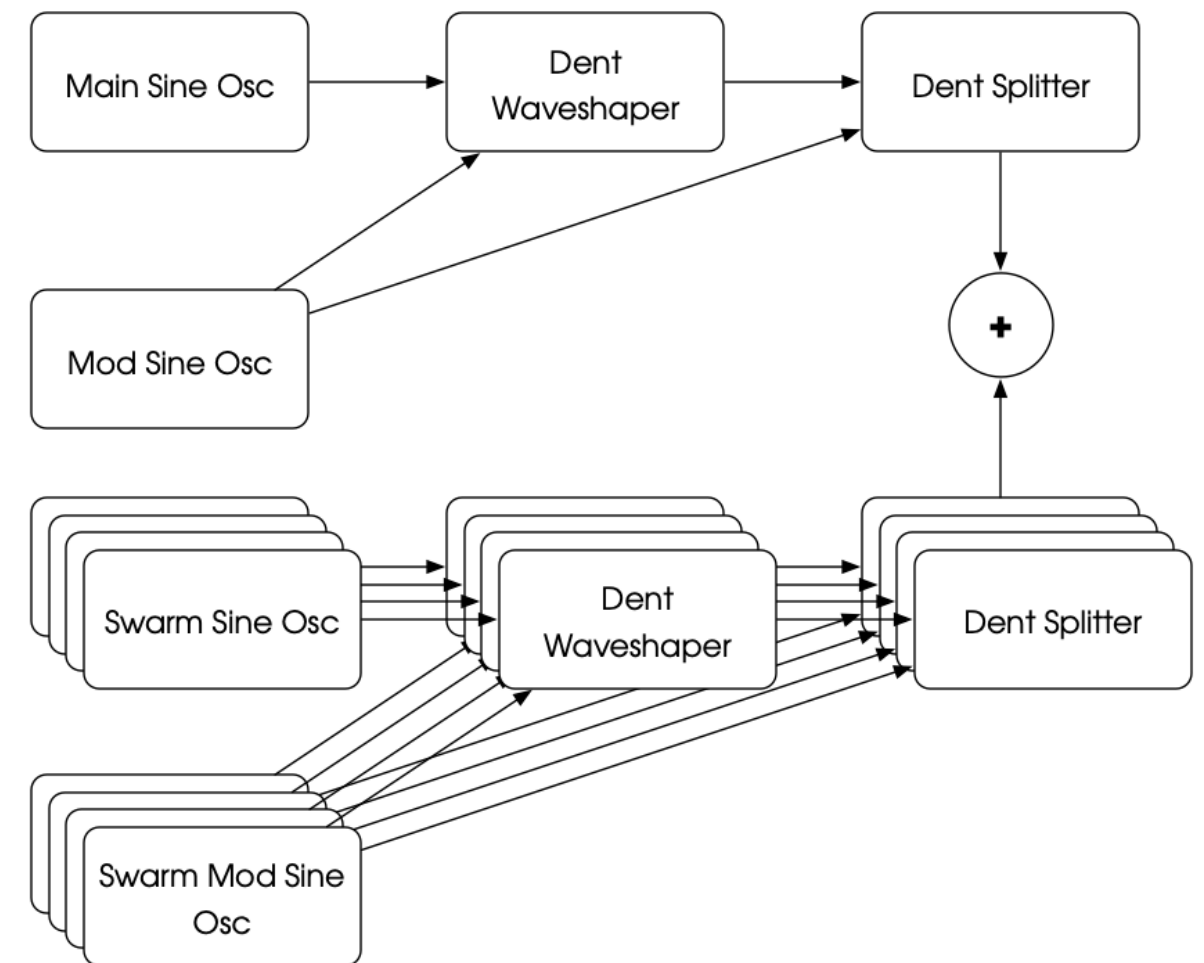 Main Sine Osc
Dent
Waveshaper
Dent Splitter
Mod Sine Osc
+
Swarm Sine Osc
Dent
Waveshaper
Dent Splitter
Swarm Mod Sine
Osc